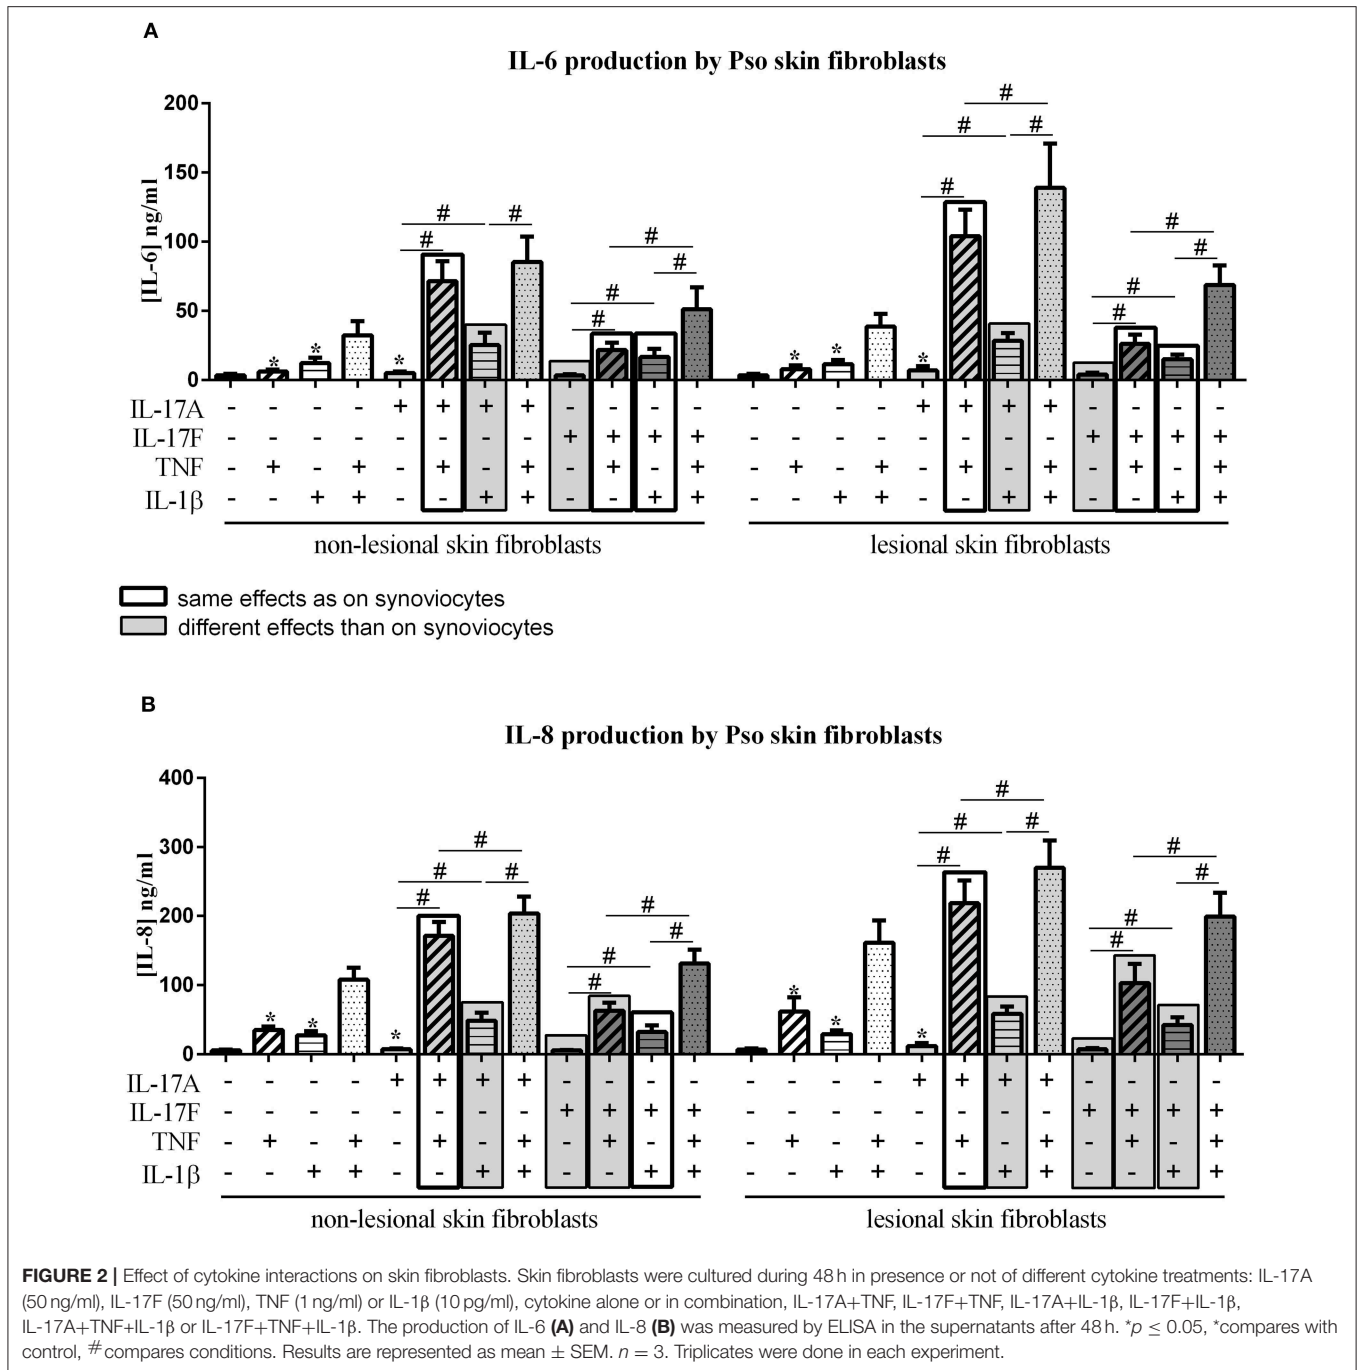 A
IL-6 production by Pso skin fibroblasts
[IL-6] ng/ml
200
150
100
50
0
# # # # # # #
# # # # # # # #
* * * * * *
IL-17A - - - - + + + + - - - - - - - - + + + + - - - -
IL-17F - - - - - - - - + + + + - - - - - - - - + + + +
TNF - + - + - + - + - + - + - + - + - + - + - + - +
IL-1β - - + + - - + + - - + + - - + + - - + + - - + +
non-lesional skin fibroblasts lesional skin fibroblasts
same effects as on synoviocytes
different effects than on synoviocytes
B
IL-8 production by Pso skin fibroblasts
[IL-8] ng/ml
400
300
200
100
0
# # # # # # # #
# # # # # # # #
* * * * * *
IL-17A - - - - + + + + - - - - - - - - + + + + - - - -
IL-17F - - - - - - - - + + + + - - - - - - - - + + + +
TNF - + - + - + - + - + - + - + - + - + - + - + - +
IL-1β - - + + - - + + - - + + - - + + - - + + - - + +
non-lesional skin fibroblasts lesional skin fibroblasts
FIGURE 2 | Effect of cytokine interactions on skin fibroblasts. Skin fibroblasts were cultured during 48 h in presence or not of different cytokine treatments: IL-17A
(50 ng/ml), IL-17F (50 ng/ml), TNF (1 ng/ml) or IL-1β (10 pg/ml), cytokine alone or in combination, IL-17A+TNF, IL-17F+TNF, IL-17A+IL-1β, IL-17F+IL-1β,
IL-17A+TNF+IL-1β or IL-17F+TNF+IL-1β. The production of IL-6 (A) and IL-8 (B) was measured by ELISA in the supernatants after 48 h. *p ≤ 0.05, *compares with
control, #compares conditions. Results are represented as mean ± SEM. n = 3. Triplicates were done in each experiment.